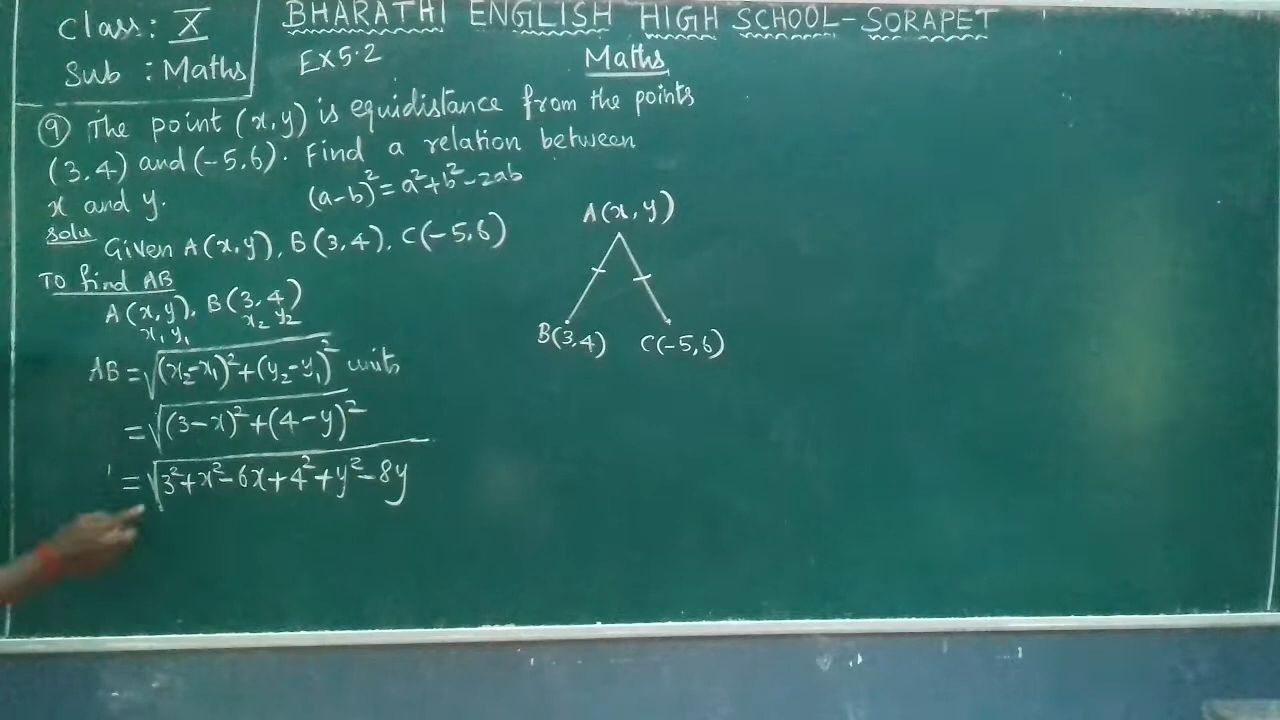 Class: X
Sub : Maths
BHARATHI ENGLISH HIGH SCHOOL-SORAPET
EX 5.2
Maths
9 The point (x,y) is equidistance from the points
(3,4) and (-5,6). Find a relation between
x and y.
(a-b)²=a²+b²-2ab
Solu Given A(x,y), B(3,4), C(-5,6)
To find AB
A(x,y), B(3,4)
x₁ y₁ x₂ y₂
AB=√(x₂-x₁)²+(y₂-y₁)² units
=√(3-x)²+(4-y)²
=√3²+x²-6x+4²+y²-8y
A(x,y)
B(3,4) C(-5,6)